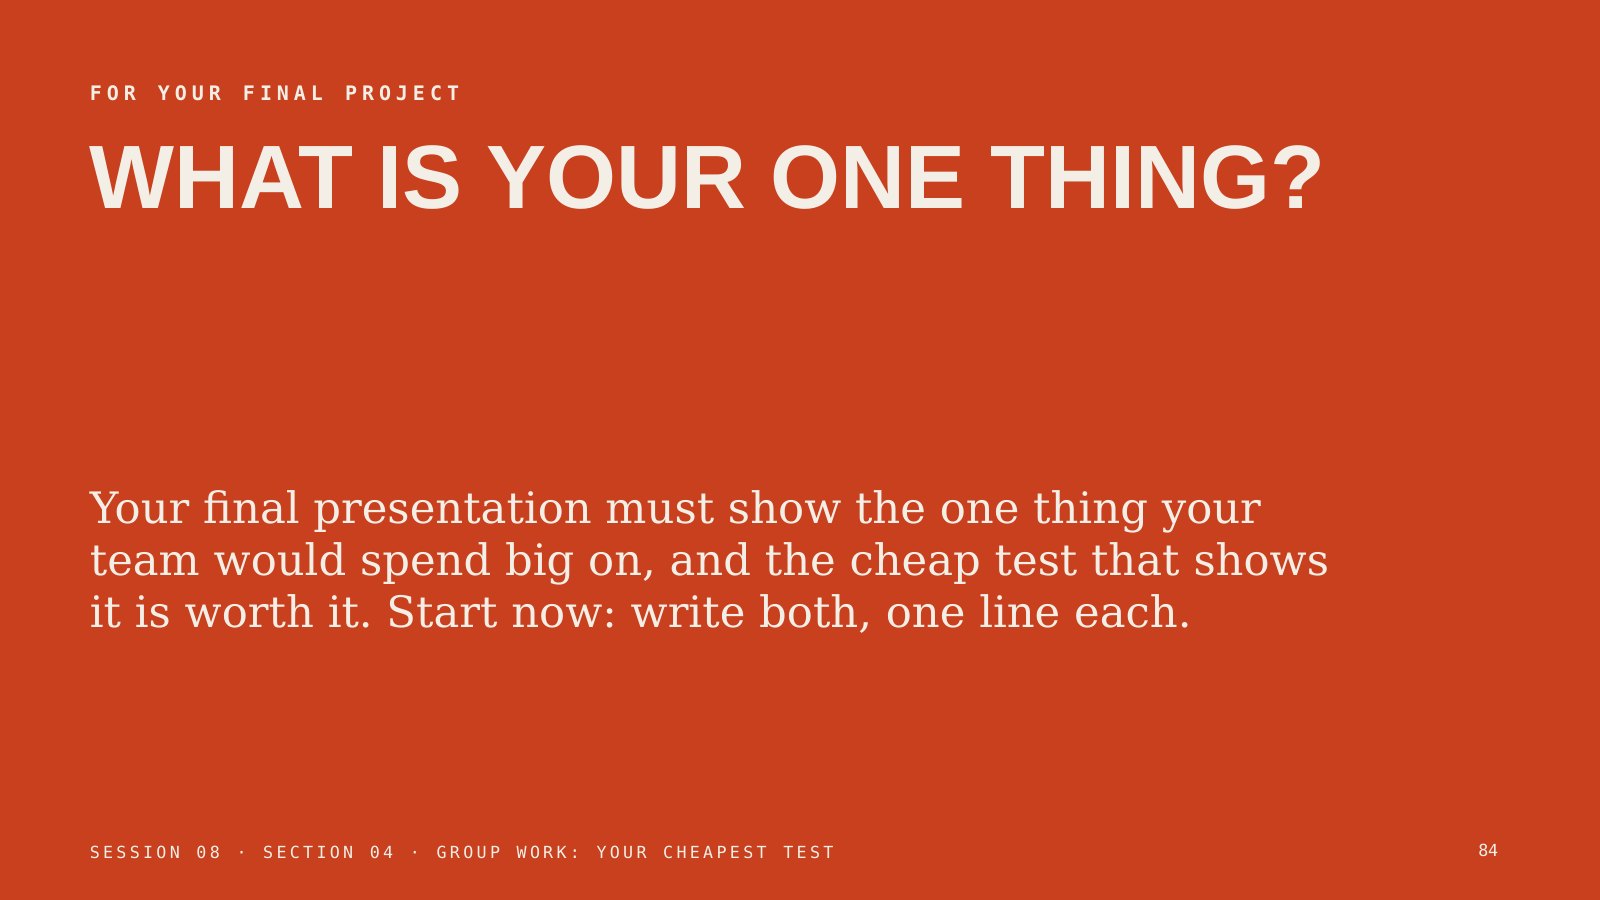 FOR YOUR FINAL PROJECT
WHAT IS YOUR ONE THING?
Your final presentation must show the one thing your
team would spend big on, and the cheap test that shows
it is worth it. Start now: write both, one line each.
SESSION 08 · SECTION 04 · GROUP WORK: YOUR CHEAPEST TEST
84